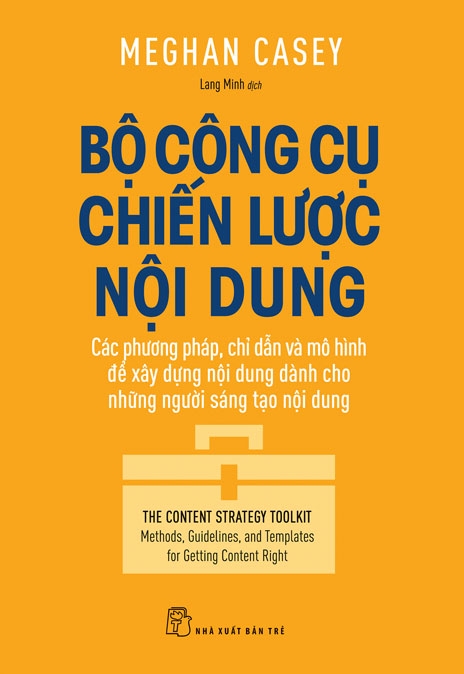 MEGHAN CASEY
Lang Minh dịch
BỘ CÔNG CỤ
CHIẾN LƯỢC
NỘI DUNG
Các phương pháp, chỉ dẫn và mô hình
để xây dựng nội dung dành cho
những người sáng tạo nội dung
THE CONTENT STRATEGY TOOLKIT
Methods, Guidelines, and Templates
for Getting Content Right
NHÀ XUẤT BẢN TRẺ